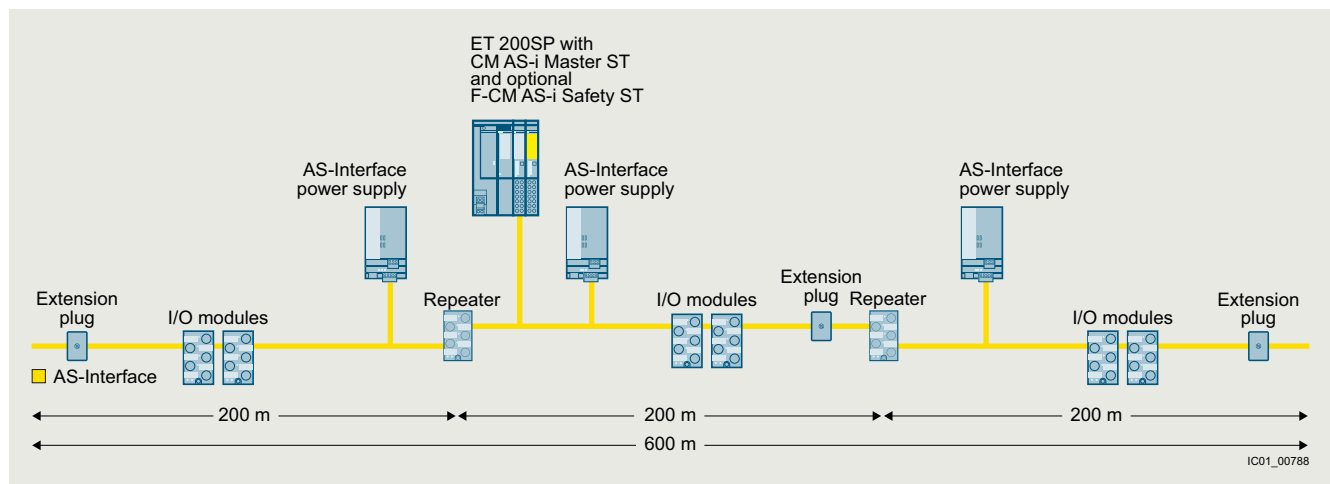 ET 200SP with
CM AS-i Master ST
and optional
F-CM AS-i Safety ST
AS-Interface
power supply
AS-Interface
power supply
AS-Interface
power supply
Extension
plug
I/O modules
Repeater
I/O modules
Extension
plug
Repeater
I/O modules
Extension
plug
AS-Interface
200 m
200 m
200 m
600 m
IC01_00788